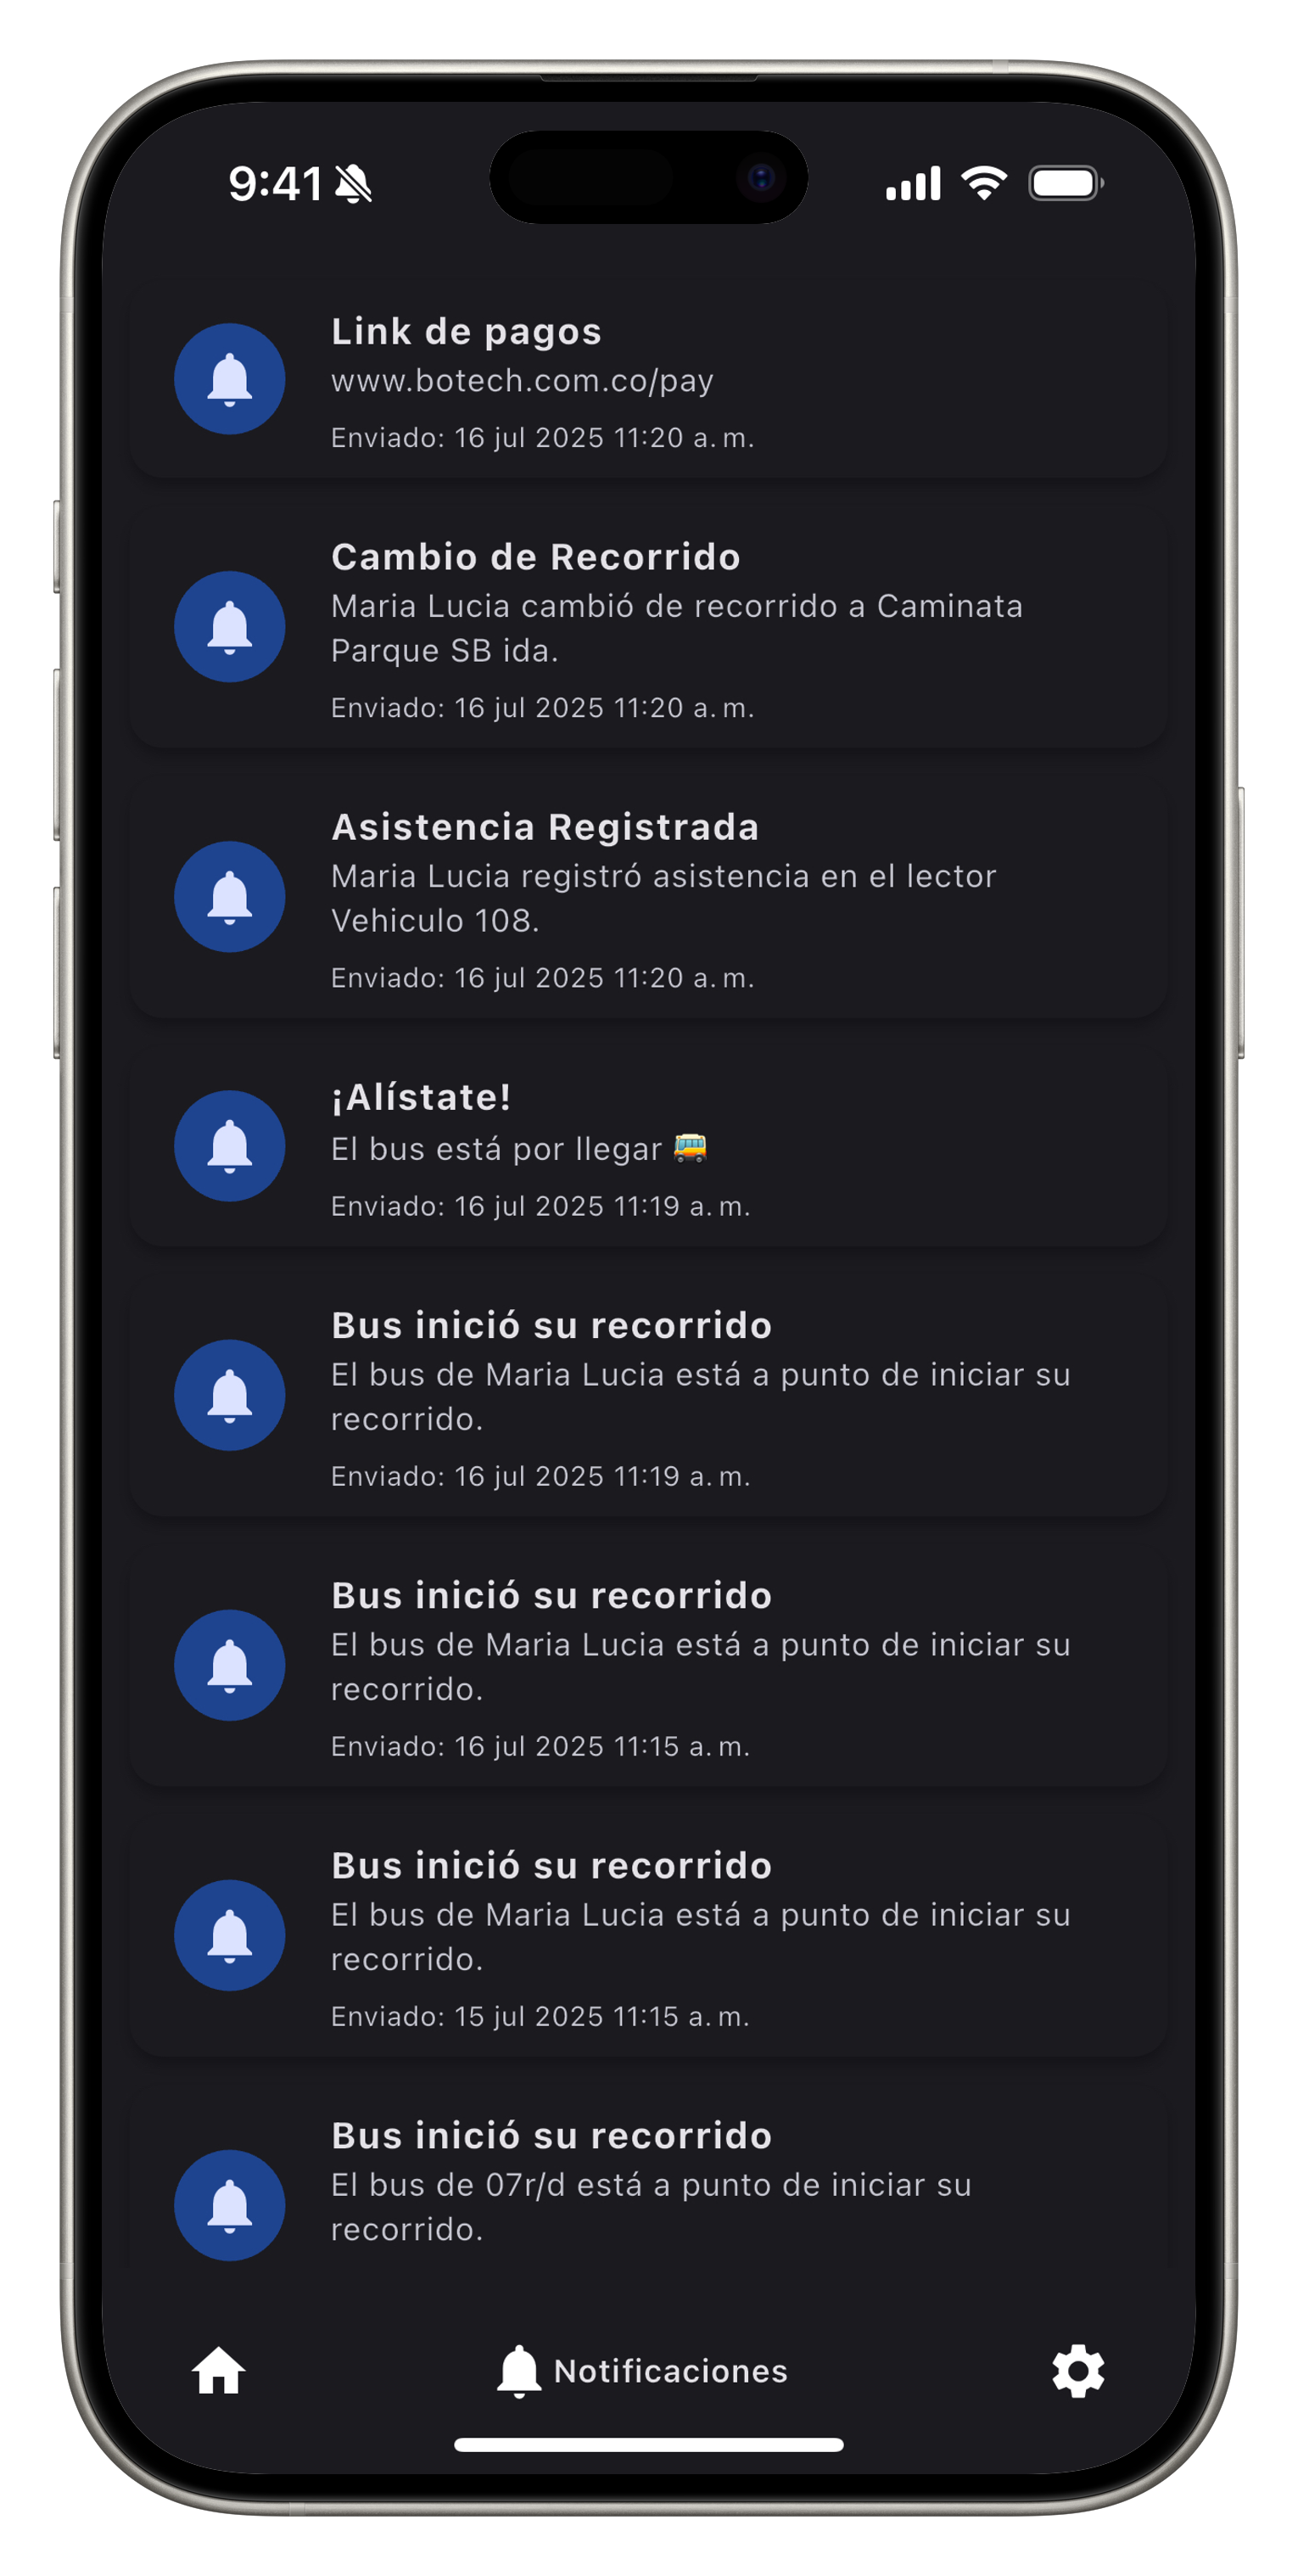 9:41
Link de pagos
www.botech.com.co/pay
Enviado: 16 jul 2025 11:20 a. m.
Cambio de Recorrido
Maria Lucia cambió de recorrido a Caminata
Parque SB ida.
Enviado: 16 jul 2025 11:20 a. m.
Asistencia Registrada
Maria Lucia registró asistencia en el lector
Vehiculo 108.
Enviado: 16 jul 2025 11:20 a. m.
¡Alístate!
El bus está por llegar 🚌
Enviado: 16 jul 2025 11:19 a. m.
Bus inició su recorrido
El bus de Maria Lucia está a punto de iniciar su
recorrido.
Enviado: 16 jul 2025 11:19 a. m.
Bus inició su recorrido
El bus de Maria Lucia está a punto de iniciar su
recorrido.
Enviado: 16 jul 2025 11:15 a. m.
Bus inició su recorrido
El bus de Maria Lucia está a punto de iniciar su
recorrido.
Enviado: 15 jul 2025 11:15 a. m.
Bus inició su recorrido
El bus de 07r/d está a punto de iniciar su
recorrido.
Notificaciones